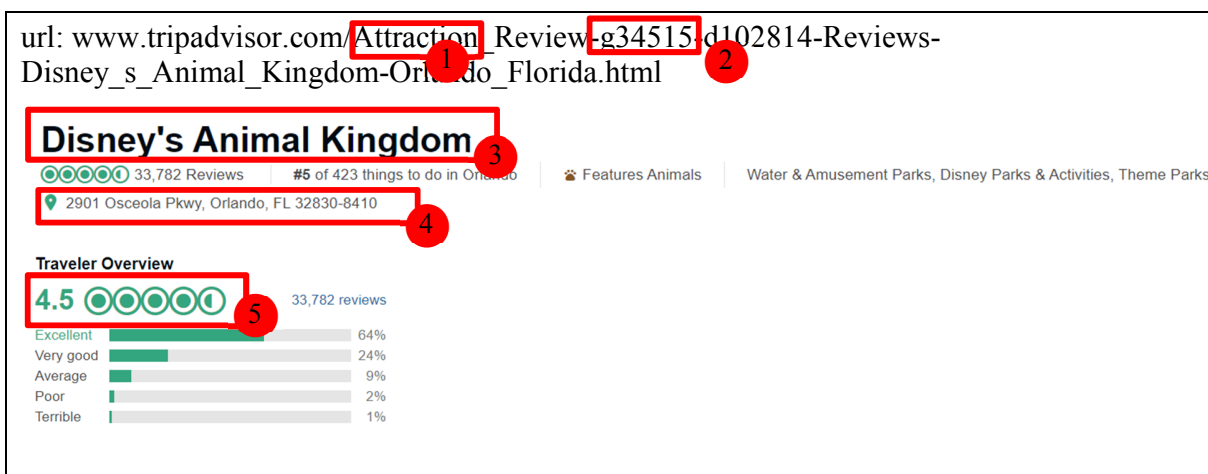 url: www.tripadvisor.com/Attraction_Review-g34515-d102814-Reviews-
Disney_s_Animal_Kingdom-Orlando_Florida.html
1
2
Disney's Animal Kingdom
3
33,782 Reviews #5 of 423 things to do in Orlando Features Animals Water & Amusement Parks, Disney Parks & Activities, Theme Parks
2901 Osceola Pkwy, Orlando, FL 32830-8410
4
Traveler Overview
4.5 33,782 reviews
5
Excellent 64%
Very good 24%
Average 9%
Poor 2%
Terrible 1%